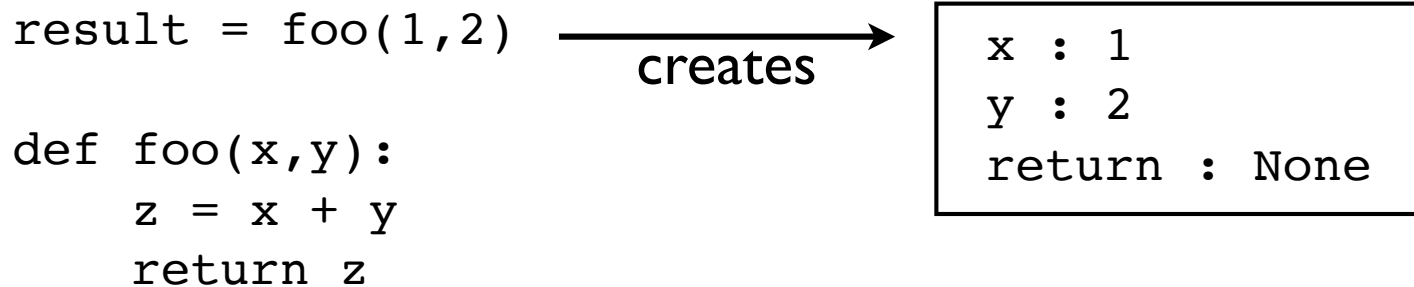 result = foo(1,2)
creates
def foo(x,y):
    z = x + y
    return z
x : 1
y : 2
return : None